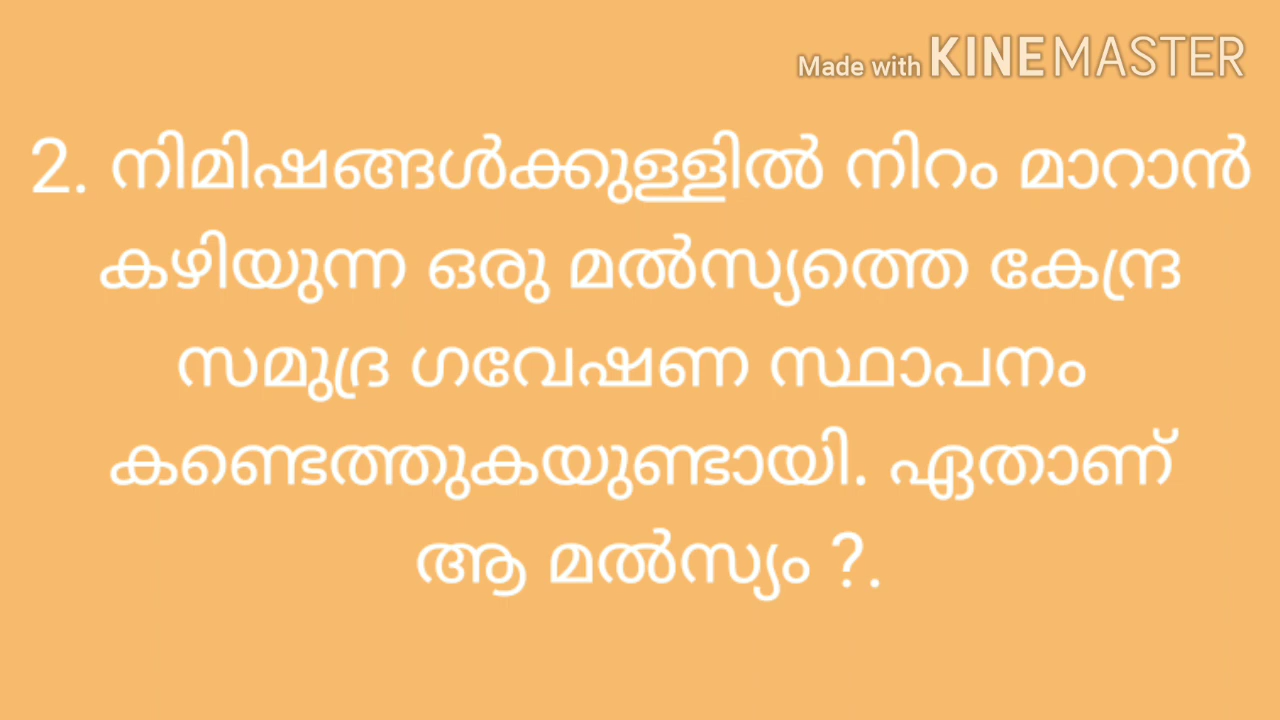 Made with KINEMASTER
2. നിമിഷങ്ങൾക്കുള്ളിൽ നിറം മാറാൻ
കഴിയുന്ന ഒരു മൽസ്യത്തെ കേന്ദ്ര
സമുദ്ര ഗവേഷണ സ്ഥാപനം
കണ്ടെത്തുകയുണ്ടായി. ഏതാണ്
ആ മൽസ്യം ?.